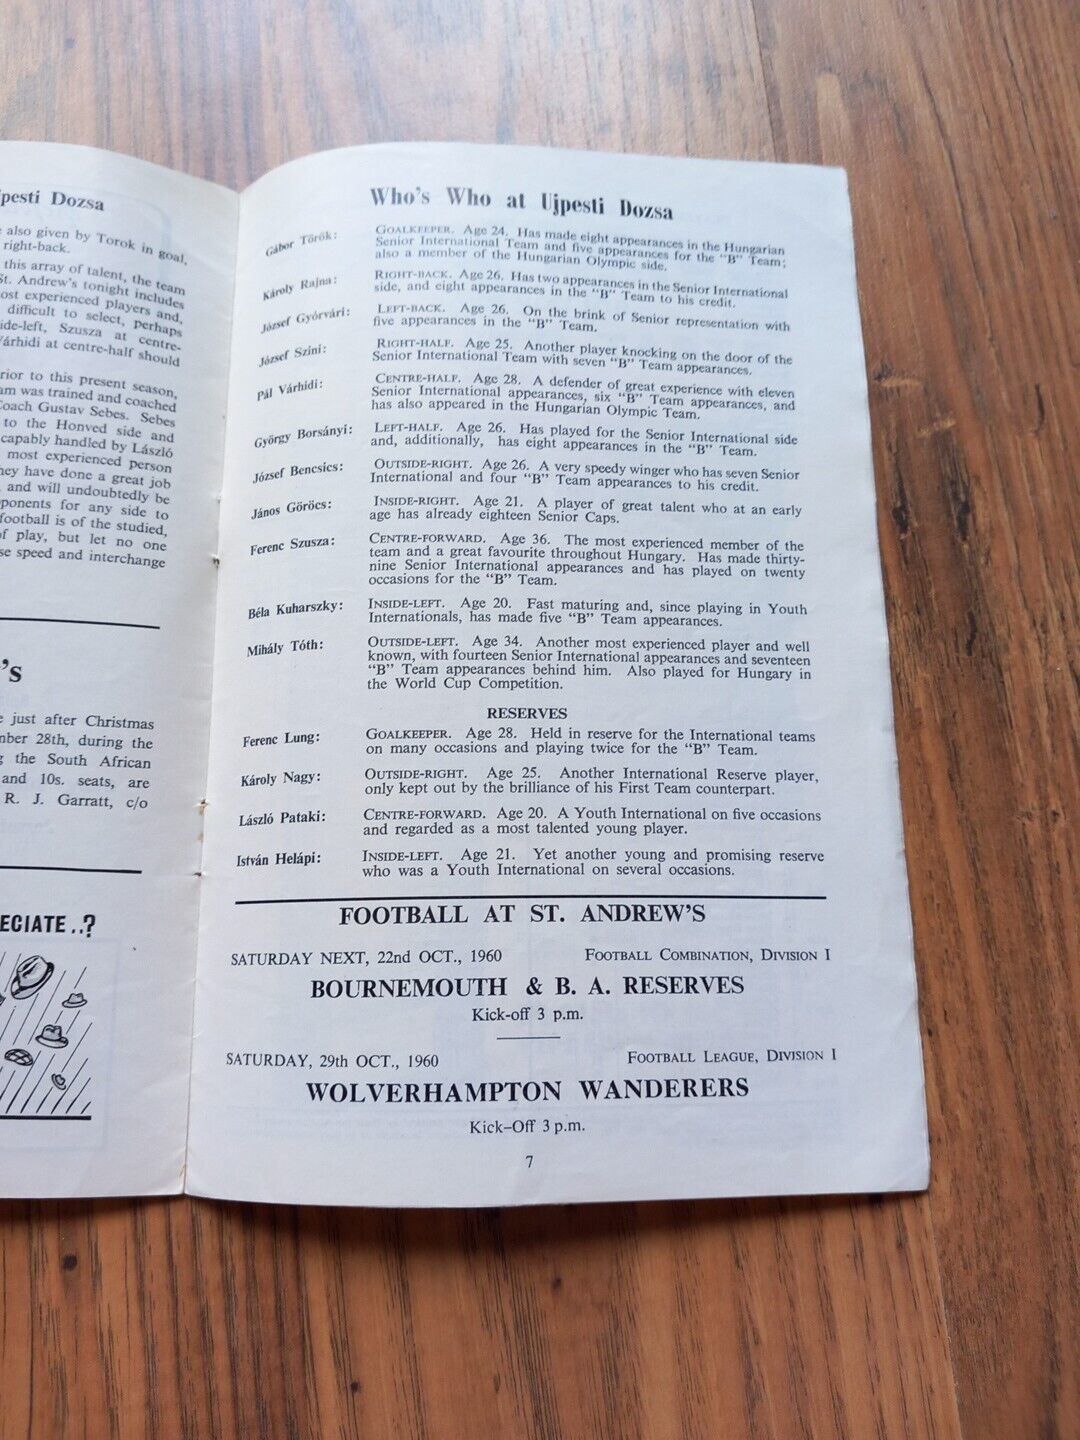 pesti Dozsa
also given by Torok in goal,
right-back.
this array of talent, the team
St. Andrew's tonight includes
ost experienced players and,
difficult to select, perhaps
ide-left, Szusza at centre-
Várhidi at centre-half should
rior to this present season,
am was trained and coached
Coach Gustav Sebes. Sebes
to the Honved side and
capably handled by László
most experienced person
hey have done a great job
, and will undoubtedly be
ponents for any side to
football is of the studied,
of play, but let no one
se speed and interchange
's
e just after Christmas
mber 28th, during the
g the South African
and 10s. seats, are
R. J. Garratt, c/o
ECIATE..?
Who's Who at Ujpesti Dozsa
Gábor Török: GOALKEEPER. Age 24. Has made eight appearances in the Hungarian
Senior International Team and five appearances for the "B" Team;
also a member of the Hungarian Olympic side.
Károly Rajna: RIGHT-BACK. Age 26. Has two appearances in the Senior International
side, and eight appearances in the "B" Team to his credit.
József Gyórvári: LEFT-BACK. Age 26. On the brink of Senior representation with
five appearances in the "B" Team.
József Szini: RIGHT-HALF. Age 25. Another player knocking on the door of the
Senior International Team with seven "B" Team appearances.
Pál Várhidi: CENTRE-HALF. Age 28. A defender of great experience with eleven
Senior International appearances, six "B" Team appearances, and
has also appeared in the Hungarian Olympic Team.
György Borsányi: LEFT-HALF. Age 26. Has played for the Senior International side
and, additionally, has eight appearances in the "B" Team.
József Bencsics: OUTSIDE-RIGHT. Age 26. A very speedy winger who has seven Senior
International and four "B" Team appearances to his credit.
János Göröcs: INSIDE-RIGHT. Age 21. A player of great talent who at an early
age has already eighteen Senior Caps.
Ferenc Szusza: CENTRE-FORWARD. Age 36. The most experienced member of the
team and a great favourite throughout Hungary. Has made thirty-
nine Senior International appearances and has played on twenty
occasions for the "B" Team.
Béla Kuharszky: INSIDE-LEFT. Age 20. Fast maturing and, since playing in Youth
Internationals, has made five "B" Team appearances.
Mihály Tóth: OUTSIDE-LEFT. Age 34. Another most experienced player and well
known, with fourteen Senior International appearances and seventeen
"B" Team appearances behind him. Also played for Hungary in
the World Cup Competition.
RESERVES
Ferenc Lung: GOALKEEPER. Age 28. Held in reserve for the International teams
on many occasions and playing twice for the "B" Team.
Károly Nagy: OUTSIDE-RIGHT. Age 25. Another International Reserve player,
only kept out by the brilliance of his First Team counterpart.
László Pataki: CENTRE-FORWARD. Age 20. A Youth International on five occasions
and regarded as a most talented young player.
István Helápi: INSIDE-LEFT. Age 21. Yet another young and promising reserve
who was a Youth International on several occasions.
FOOTBALL AT ST. ANDREW'S
SATURDAY NEXT, 22nd OCT., 1960 FOOTBALL COMBINATION, DIVISION I
BOURNEMOUTH & B. A. RESERVES
Kick-off 3 p.m.
SATURDAY, 29th OCT., 1960 FOOTBALL LEAGUE, DIVISION I
WOLVERHAMPTON WANDERERS
Kick-Off 3 p.m.
7